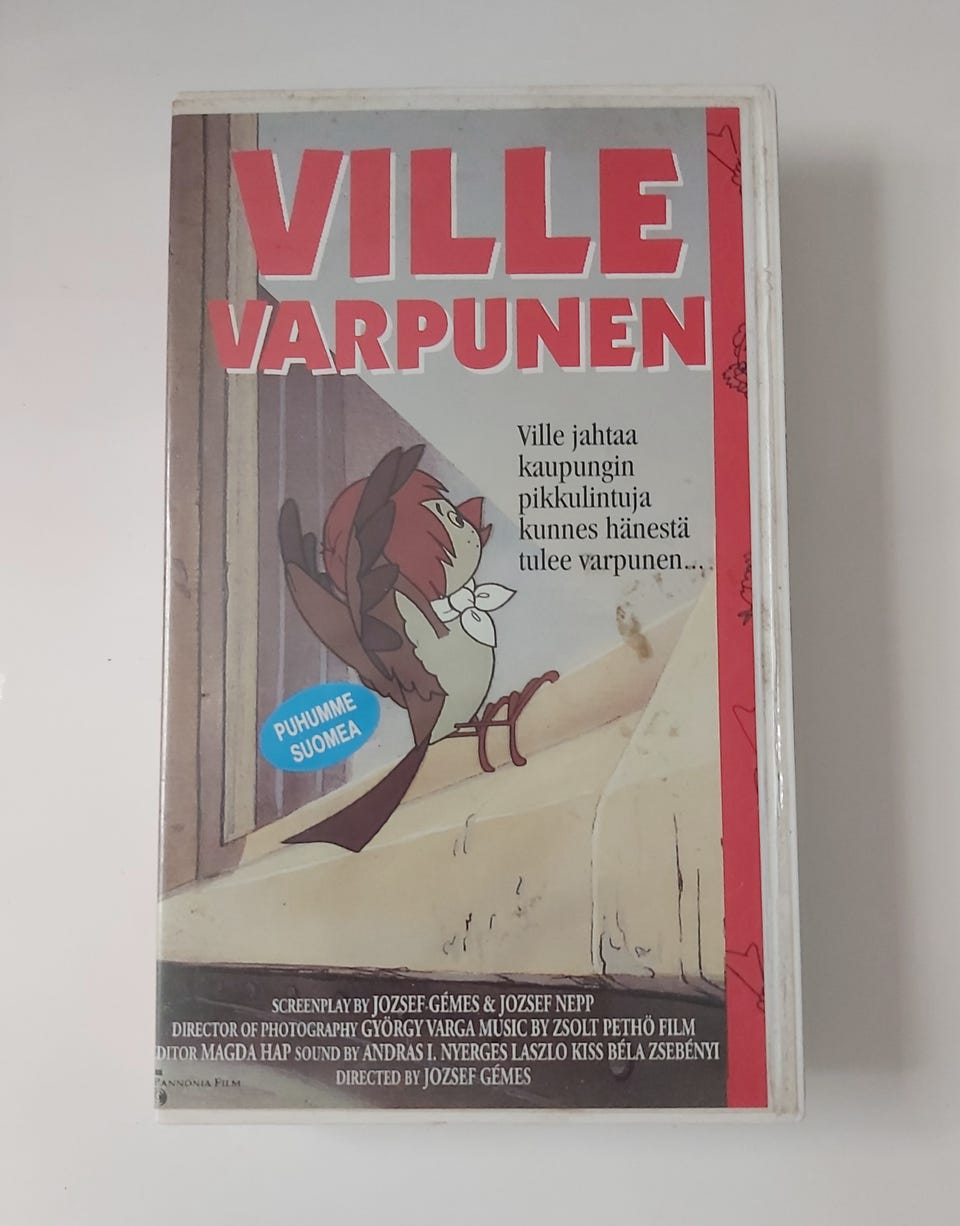 VILLE
VARPUNEN
Ville jahtaa
kaupungin
pikkulintuja
kunnes hänestä
tulee varpunen...
PUHUMME
SUOMEA
SCREENPLAY BY JOZSEF GÉMES & JOZSEF NEPP
DIRECTOR OF PHOTOGRAPHY GYÖRGY VARGA MUSIC BY ZSOLT PETHÖ FILM
DITOR MAGDA HAP SOUND BY ANDRAS I. NYERGES LASZLO KISS BÉLA ZSEBÉNYI
DIRECTED BY JOZSEF GÉMES
PANNONIA FILM